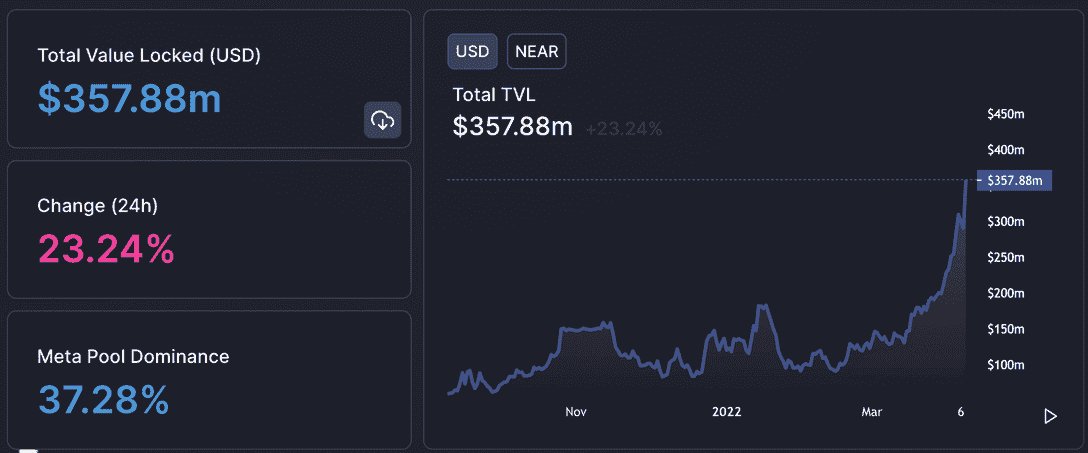 Total Value Locked (USD)
$357.88m
Change (24h)
23.24%
Meta Pool Dominance
37.28%
USD
NEAR
Total TVL
$357.88m +23.24%
$450m
$400m
$357.88m
$300m
$250m
$200m
$150m
$100m
Nov 2022 Mar 6